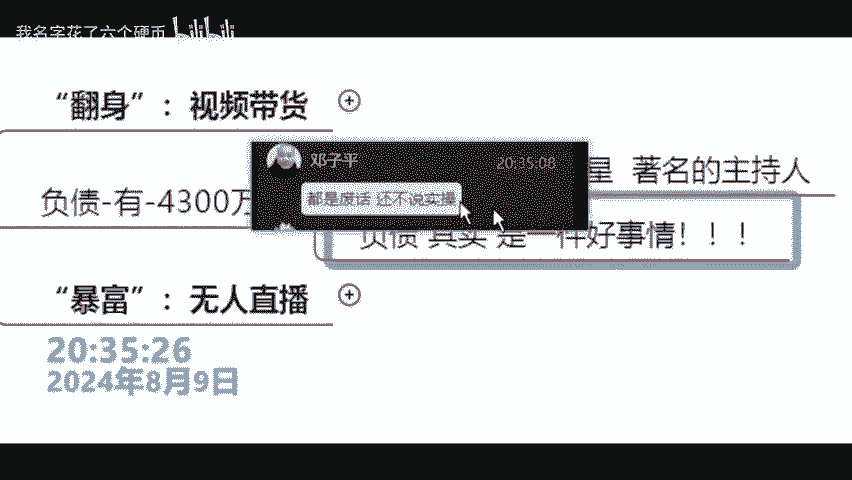 我名字花了六个硬币 bilibili
“翻身”：视频带货
邓子平 20:35:08
星 著名的主持人
都是废话 还不说实操
负债-有-4300万
负债 其实 是一件好事情！！！
“暴富”：无人直播
20:35:26
2024年8月9日